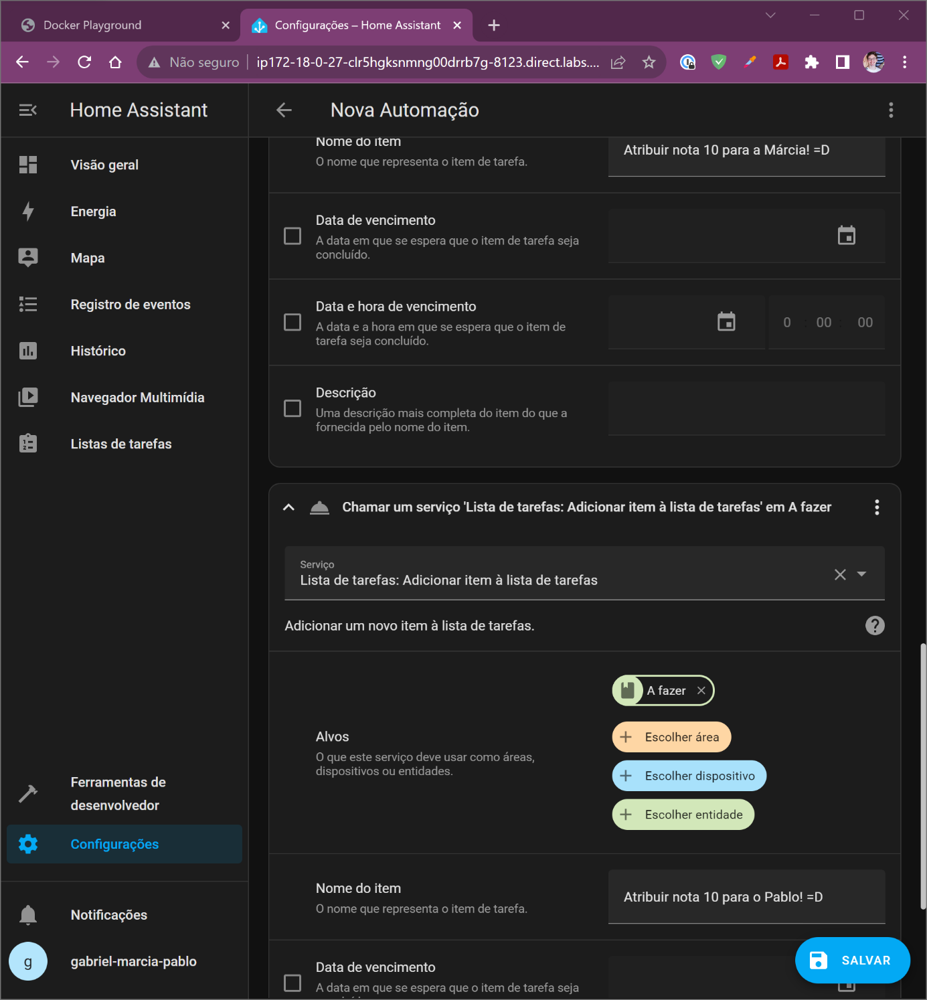 Docker Playground
Configurações – Home Assistant
Não seguro
ip172-18-0-27-clr5hgksnmng00drrb7g-8123.direct.labs....
Home Assistant
Nova Automação
Visão geral
Energia
Mapa
Registro de eventos
Histórico
Navegador Multimídia
Listas de tarefas
Ferramentas de
desenvolvedor
Configurações
Notificações
g
gabriel-marcia-pablo
Nome do item
O nome que representa o item de tarefa.
Atribuir nota 10 para a Márcia! =D
Data de vencimento
A data em que se espera que o item de tarefa seja
concluído.
Data e hora de vencimento
A data e a hora em que se espera que o item de
tarefa seja concluído.
0 : 00 : 00
Descrição
Uma descrição mais completa do item do que a
fornecida pelo nome do item.
Chamar um serviço 'Lista de tarefas: Adicionar item à lista de tarefas' em A fazer
Serviço
Lista de tarefas: Adicionar item à lista de tarefas
Adicionar um novo item à lista de tarefas.
Alvos
O que este serviço deve usar como áreas,
dispositivos ou entidades.
A fazer
Escolher área
Escolher dispositivo
Escolher entidade
Nome do item
O nome que representa o item de tarefa.
Atribuir nota 10 para o Pablo! =D
Data de vencimento
A data em que se espera que o item de tarefa seja
SALVAR